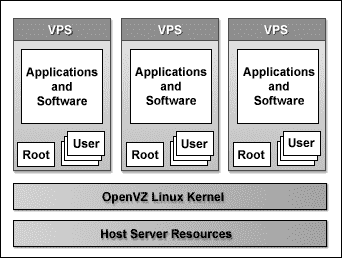 VPS
Applications
and
Software
Root
User
VPS
Applications
and
Software
Root
User
VPS
Applications
and
Software
Root
User
OpenVZ Linux Kernel
Host Server Resources